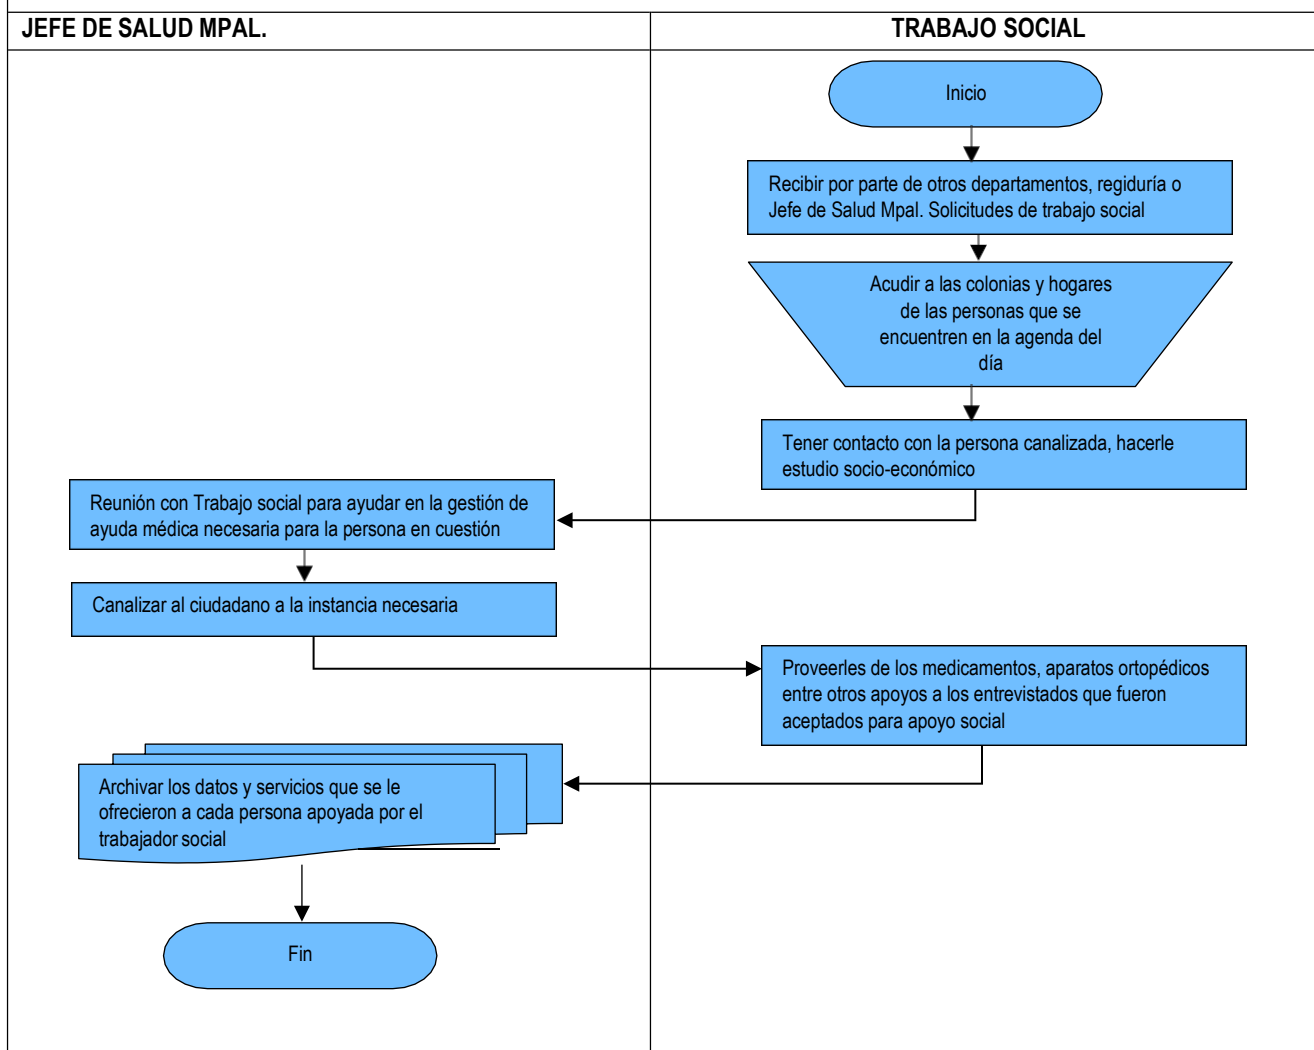 JEFE DE SALUD MPAL.
TRABAJO SOCIAL
Inicio
Recibir por parte de otros departamentos, regiduría o
Jefe de Salud Mpal. Solicitudes de trabajo social
Acudir a las colonias y hogares
de las personas que se
encuentren en la agenda del
día
Tener contacto con la persona canalizada, hacerle
estudio socio-económico
Reunión con Trabajo social para ayudar en la gestión de
ayuda médica necesaria para la persona en cuestión
Canalizar al ciudadano a la instancia necesaria
Proveerles de los medicamentos, aparatos ortopédicos
entre otros apoyos a los entrevistados que fueron
aceptados para apoyo social
Archivar los datos y servicios que se le
ofrecieron a cada persona apoyada por el
trabajador social
Fin